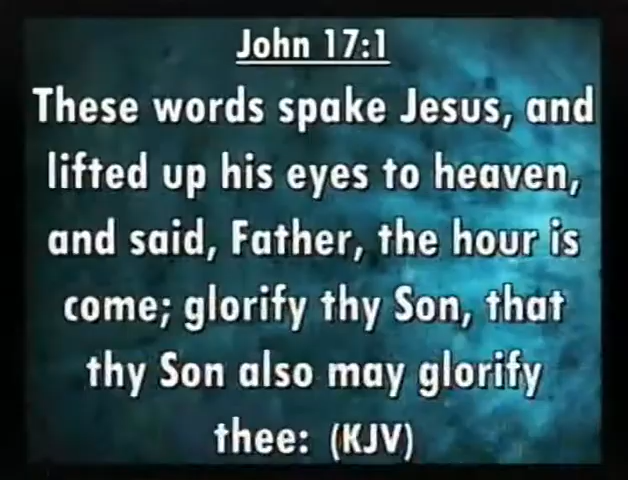 John 17:1
These words spake Jesus, and
lifted up his eyes to heaven,
and said, Father, the hour is
come; glorify thy Son, that
thy Son also may glorify
thee: (KJV)